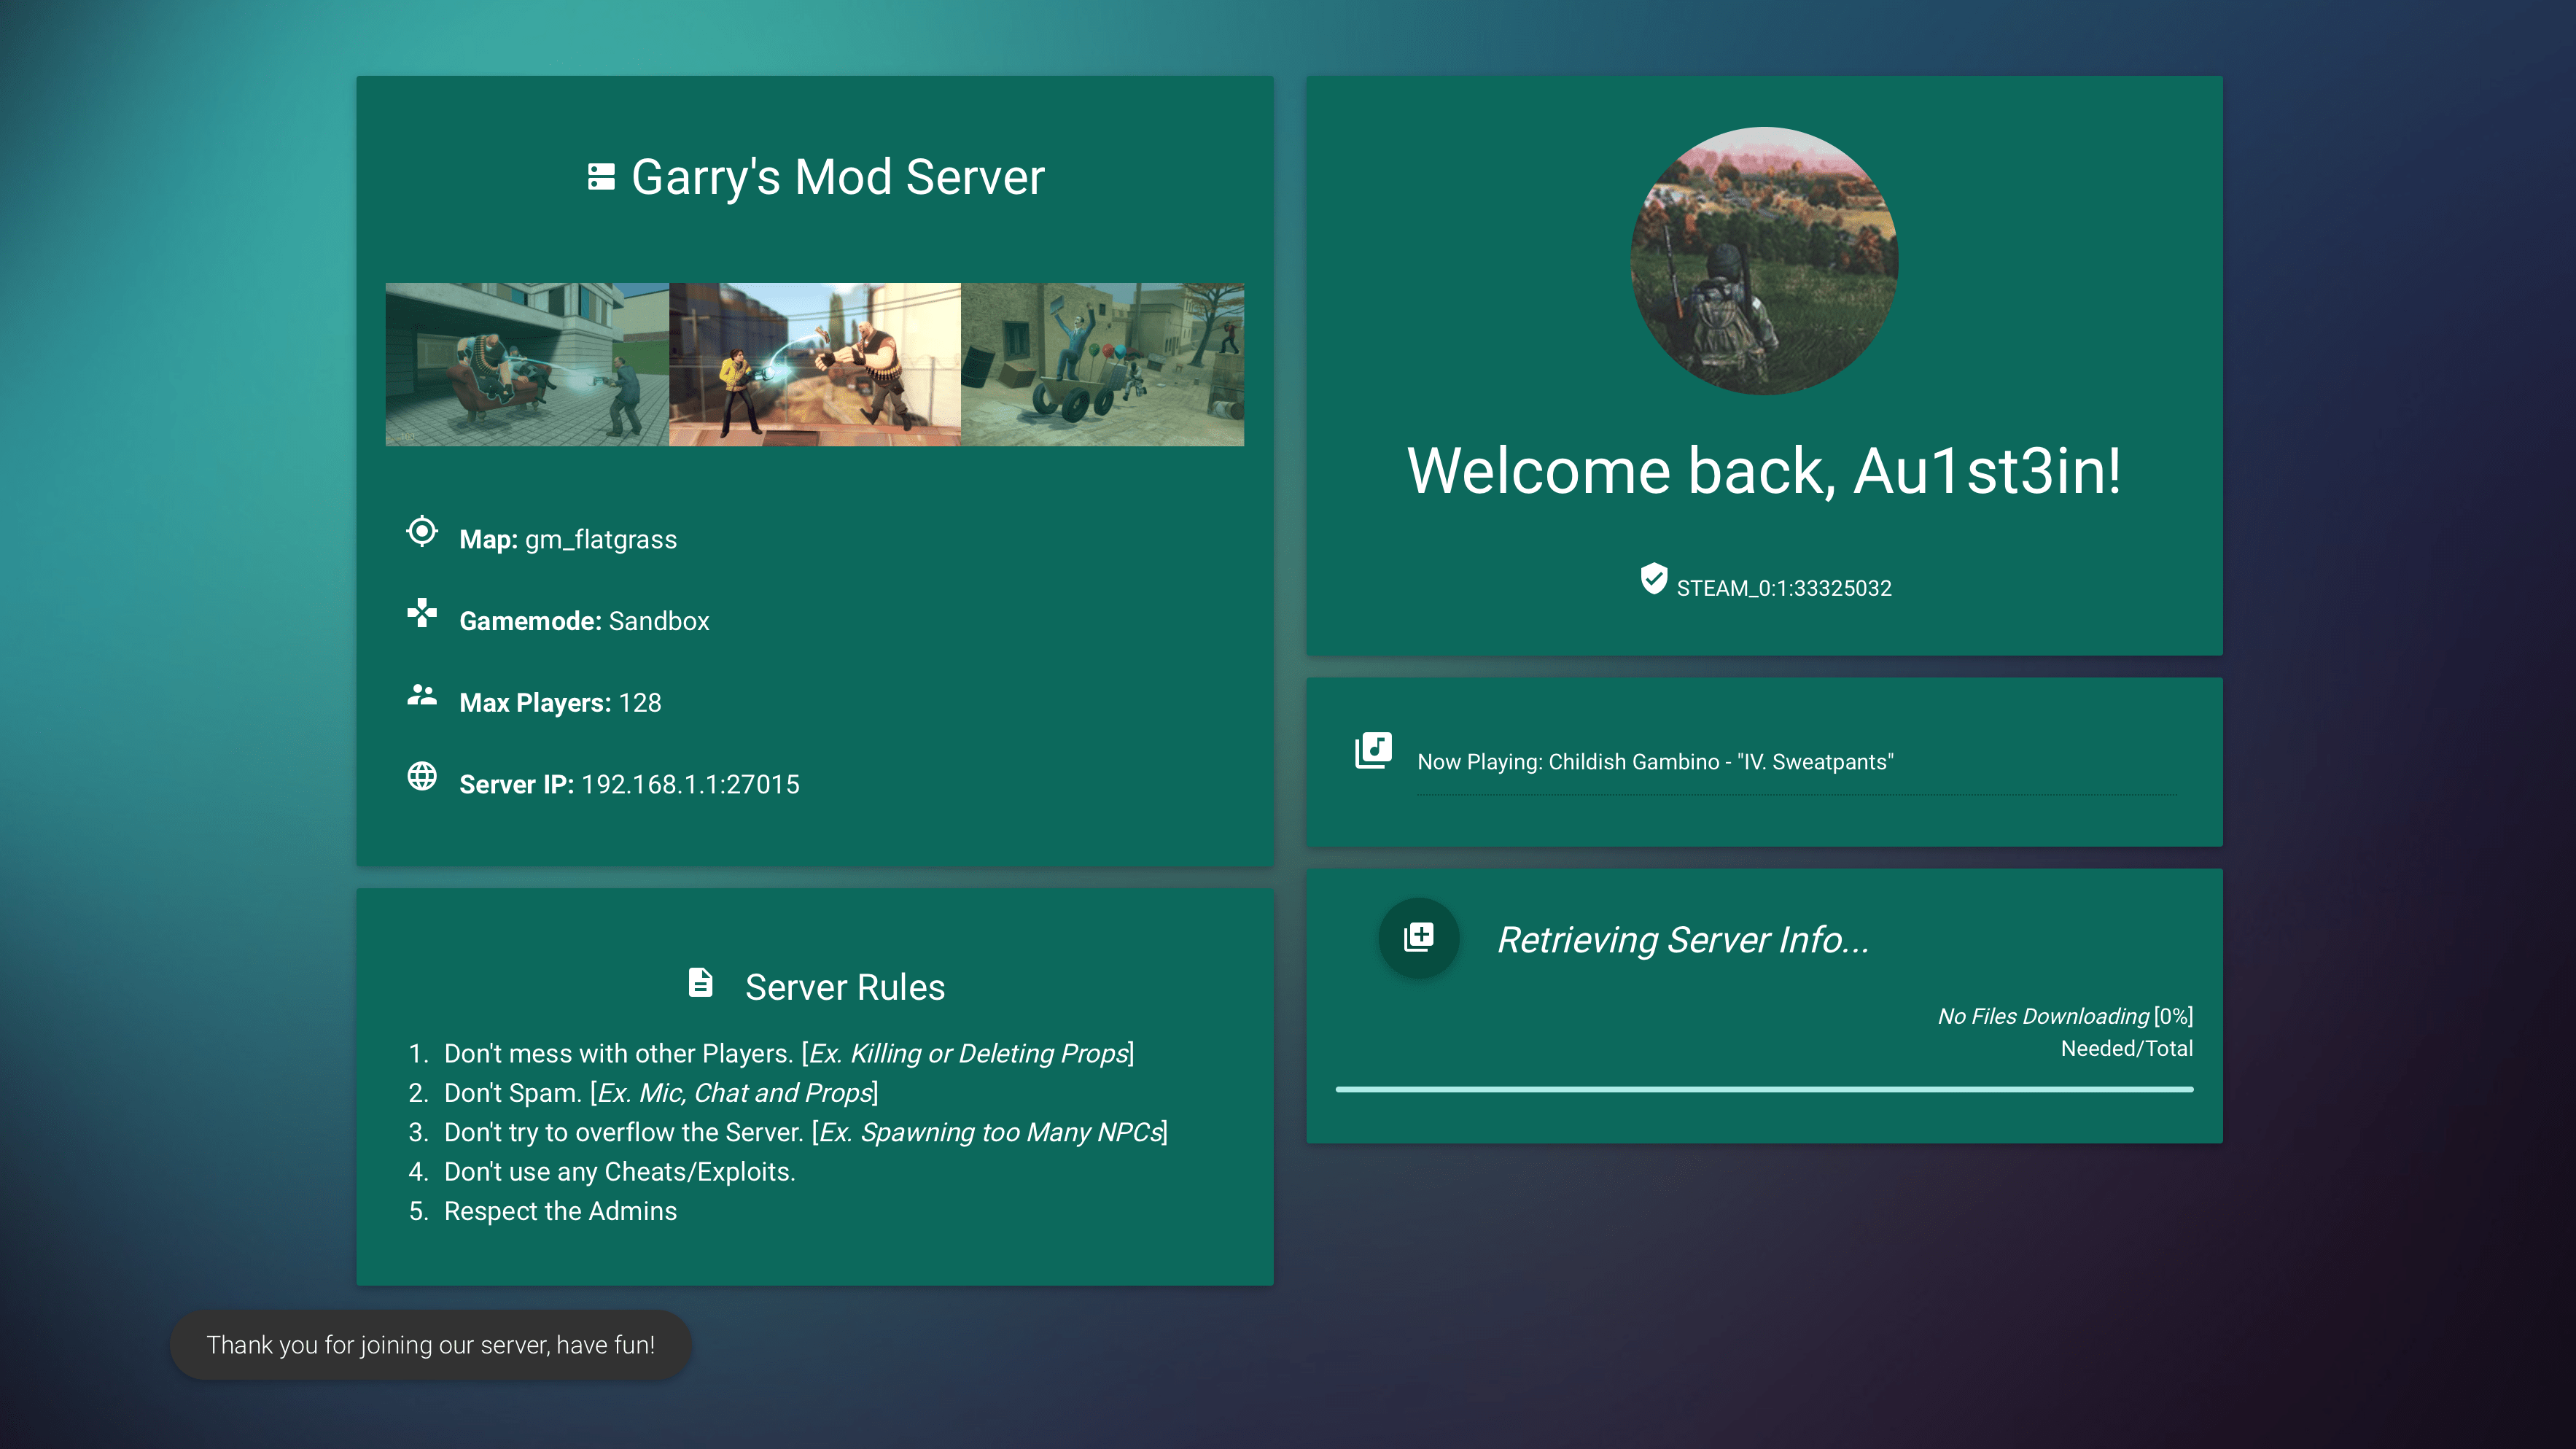 Garry's Mod Server
Map: gm_flatgrass
Gamemode: Sandbox
Max Players: 128
Server IP: 192.168.1.1:27015
Server Rules
1. Don't mess with other Players. [Ex. Killing or Deleting Props]
2. Don't Spam. [Ex. Mic, Chat and Props]
3. Don't try to overflow the Server. [Ex. Spawning too Many NPCs]
4. Don't use any Cheats/Exploits.
5. Respect the Admins
Welcome back, Au1st3in!
STEAM_0:1:33325032
Now Playing: Childish Gambino - "IV. Sweatpants"
Retrieving Server Info...
No Files Downloading [0%]
Needed/Total
Thank you for joining our server, have fun!